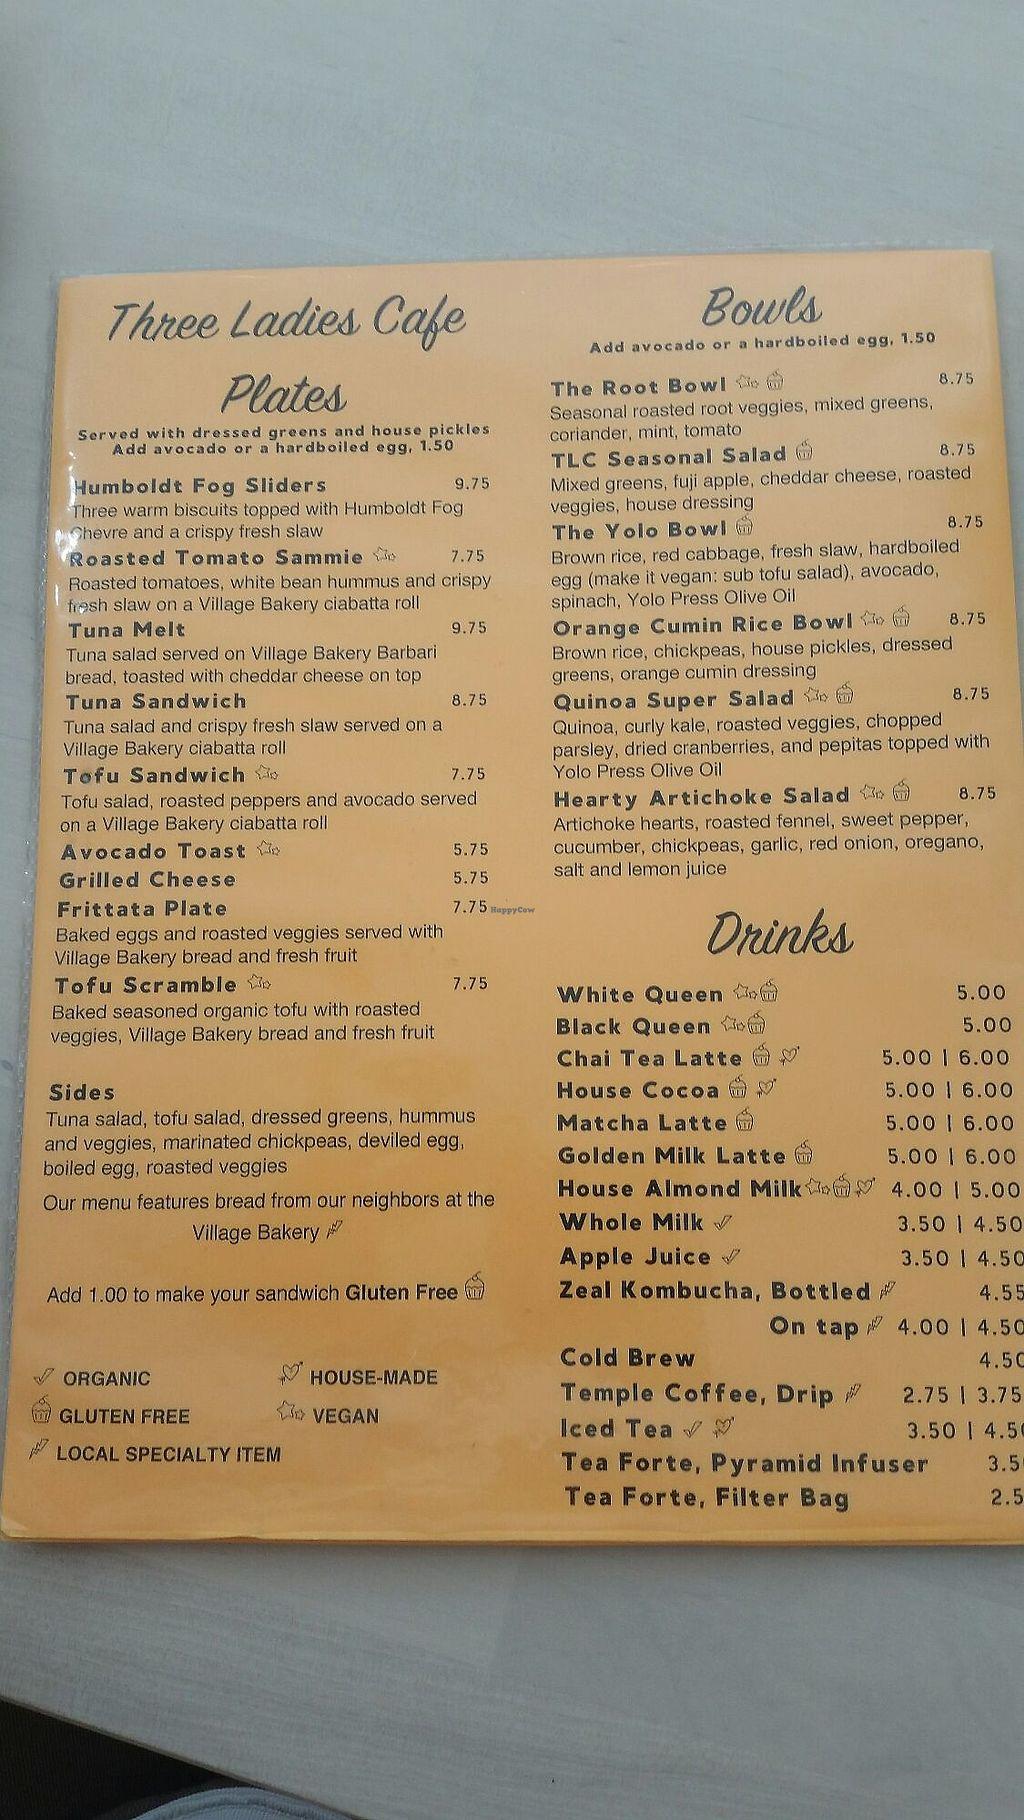 Three Ladies Cafe
Plates
Served with dressed greens and house pickles
Add avocado or a hardboiled egg, 1.50
Humboldt Fog Sliders 9.75
Three warm biscuits topped with Humboldt Fog
Chevre and a crispy fresh slaw
Roasted Tomato Sammie 7.75
Roasted tomatoes, white bean hummus and crispy
fresh slaw on a Village Bakery ciabatta roll
Tuna Melt 9.75
Tuna salad served on Village Bakery Barbari
bread, toasted with cheddar cheese on top
Tuna Sandwich 8.75
Tuna salad and crispy fresh slaw served on a
Village Bakery ciabatta roll
Tofu Sandwich 7.75
Tofu salad, roasted peppers and avocado served
on a Village Bakery ciabatta roll
Avocado Toast 5.75
Grilled Cheese 5.75
Frittata Plate 7.75
Baked eggs and roasted veggies served with
Village Bakery bread and fresh fruit
Tofu Scramble 7.75
Baked seasoned organic tofu with roasted
veggies, Village Bakery bread and fresh fruit
Sides
Tuna salad, tofu salad, dressed greens, hummus
and veggies, marinated chickpeas, deviled egg,
boiled egg, roasted veggies
Our menu features bread from our neighbors at the
Village Bakery
Add 1.00 to make your sandwich Gluten Free
ORGANIC
HOUSE-MADE
GLUTEN FREE
VEGAN
LOCAL SPECIALTY ITEM
Bowls
Add avocado or a hardboiled egg, 1.50
The Root Bowl 8.75
Seasonal roasted root veggies, mixed greens,
coriander, mint, tomato
TLC Seasonal Salad 8.75
Mixed greens, fuji apple, cheddar cheese, roasted
veggies, house dressing
The Yolo Bowl 8.75
Brown rice, red cabbage, fresh slaw, hardboiled
egg (make it vegan: sub tofu salad), avocado,
spinach, Yolo Press Olive Oil
Orange Cumin Rice Bowl 8.75
Brown rice, chickpeas, house pickles, dressed
greens, orange cumin dressing
Quinoa Super Salad 8.75
Quinoa, curly kale, roasted veggies, chopped
parsley, dried cranberries, and pepitas topped with
Yolo Press Olive Oil
Hearty Artichoke Salad 8.75
Artichoke hearts, roasted fennel, sweet pepper,
cucumber, chickpeas, garlic, red onion, oregano,
salt and lemon juice
HappyCow
Drinks
White Queen 5.00
Black Queen 5.00
Chai Tea Latte 5.00 | 6.00
House Cocoa 5.00 | 6.00
Matcha Latte 5.00 | 6.00
Golden Milk Latte 5.00 | 6.00
House Almond Milk 4.00 | 5.00
Whole Milk 3.50 | 4.50
Apple Juice 3.50 | 4.50
Zeal Kombucha, Bottled 4.55
On tap 4.00 | 4.50
Cold Brew 4.50
Temple Coffee, Drip 2.75 | 3.75
Iced Tea 3.50 | 4.50
Tea Forte, Pyramid Infuser 3.5
Tea Forte, Filter Bag 2.5